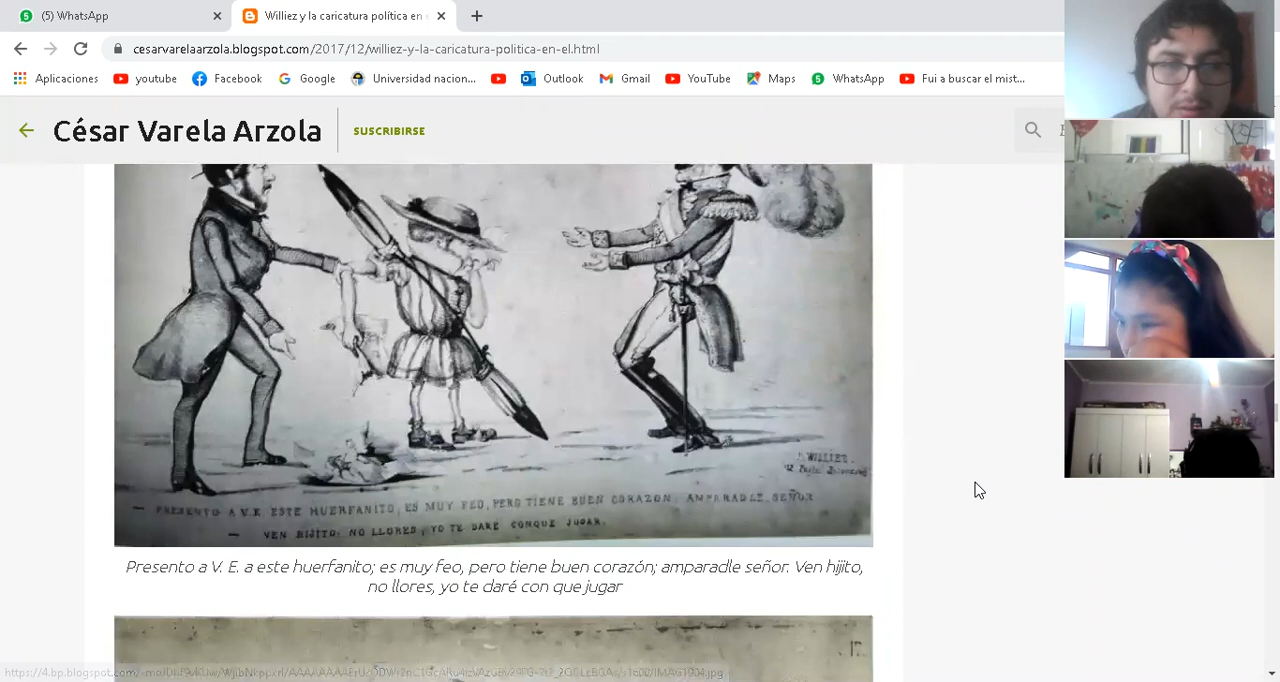 (5) WhatsApp
Williez y la caricatura política en
cesarvarelaarzola.blogspot.com/2017/12/williez-y-la-caricatura-politica-en-el.html
Aplicaciones youtube Facebook Google Universidad nacion... Outlook Gmail YouTube Maps WhatsApp Fui a buscar el mist...
César Varela Arzola SUSCRIBIRSE
WILLIEZ.
— PRESENTO A V.E ESTE HUERFANITO; ES MUY FEO, PERO TIENE BUEN CORAZON; AMPARADLE, SEÑOR
— VEN HIJITO: NO LLORES, YO TE DARÉ CONQUE JUGAR.
Presento a V. E. a este huerfanito; es muy feo, pero tiene buen corazón; amparadle señor. Ven hijito,
no llores, yo te daré con que jugar